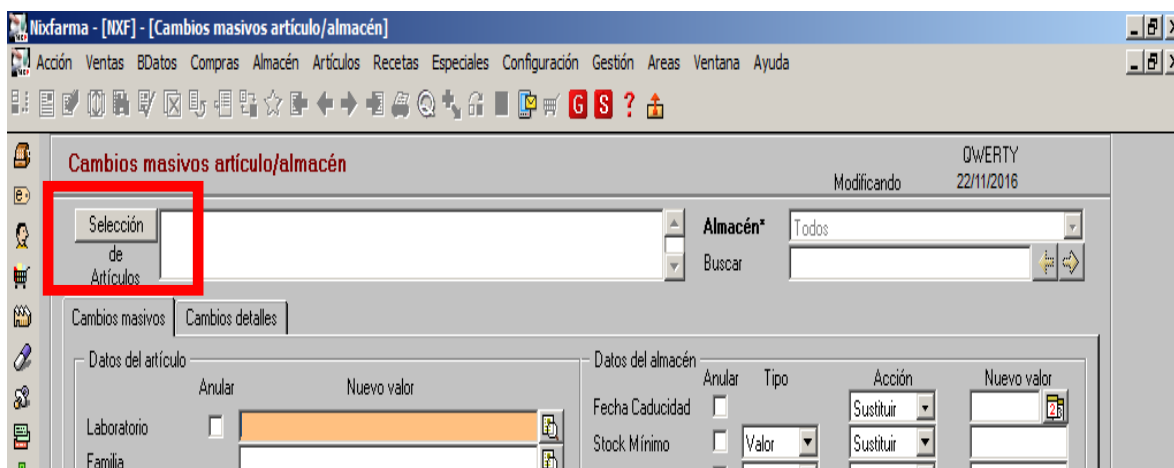 Nixfarma - [NXF] - [Cambios masivos artículo/almacén]
Acción Ventas BDatos Compras Almacén Artículos Recetas Especiales Configuración Gestión Areas Ventana Ayuda
G S ?
Cambios masivos artículo/almacén
QWERTY
Modificando 22/11/2016
Selección
de
Artículos
Almacén* Todos
Buscar
Cambios masivos Cambios detalles
Datos del artículo
Anular Nuevo valor
Laboratorio
Familia
Datos del almacén
Anular Tipo Acción Nuevo valor
Fecha Caducidad Sustituir
Stock Mínimo Valor Sustituir